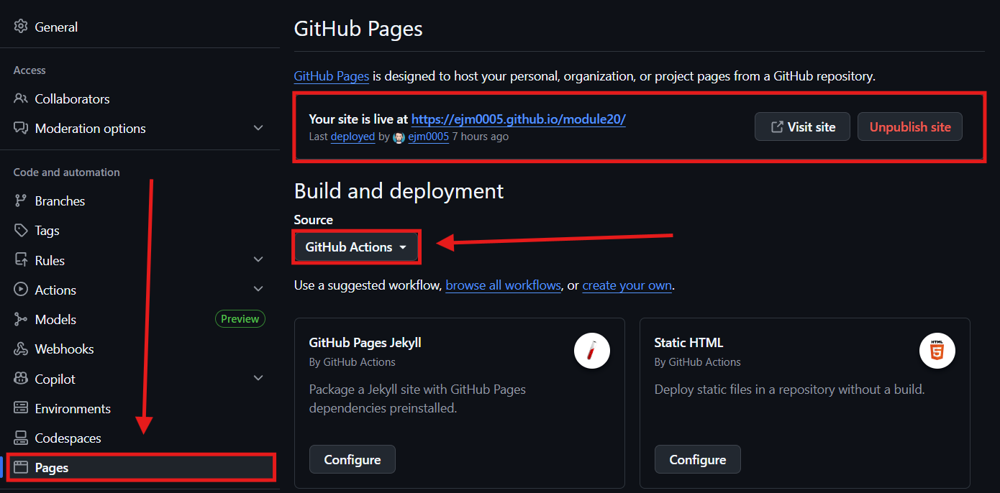 General
Access
Collaborators
Moderation options
Code and automation
Branches
Tags
Rules
Actions
Models
Preview
Webhooks
Copilot
Environments
Codespaces
Pages
GitHub Pages
GitHub Pages is designed to host your personal, organization, or project pages from a GitHub repository.
Your site is live at https://ejm0005.github.io/module20/
Last deployed by ejm0005 7 hours ago
Visit site
Unpublish site
Build and deployment
Source
GitHub Actions
Use a suggested workflow, browse all workflows, or create your own.
GitHub Pages Jekyll
By GitHub Actions
Package a Jekyll site with GitHub Pages
dependencies preinstalled.
Configure
Static HTML
By GitHub Actions
HTML
5
Deploy static files in a repository without a build.
Configure